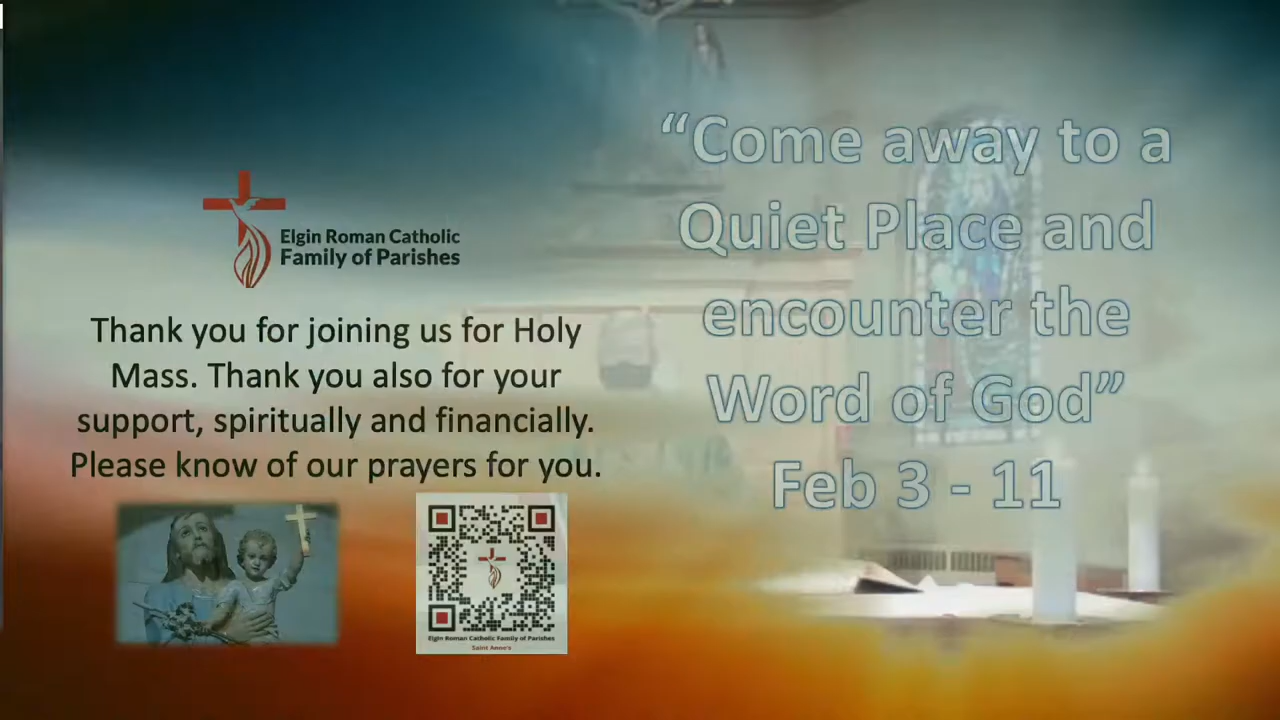 Elgin Roman Catholic
Family of Parishes
Thank you for joining us for Holy
Mass. Thank you also for your
support, spiritually and financially.
Please know of our prayers for you.
Elgin Roman Catholic Family of Parishes
Saint Anne's
“Come away to a
Quiet Place and
encounter the
Word of God”
Feb 3 - 11